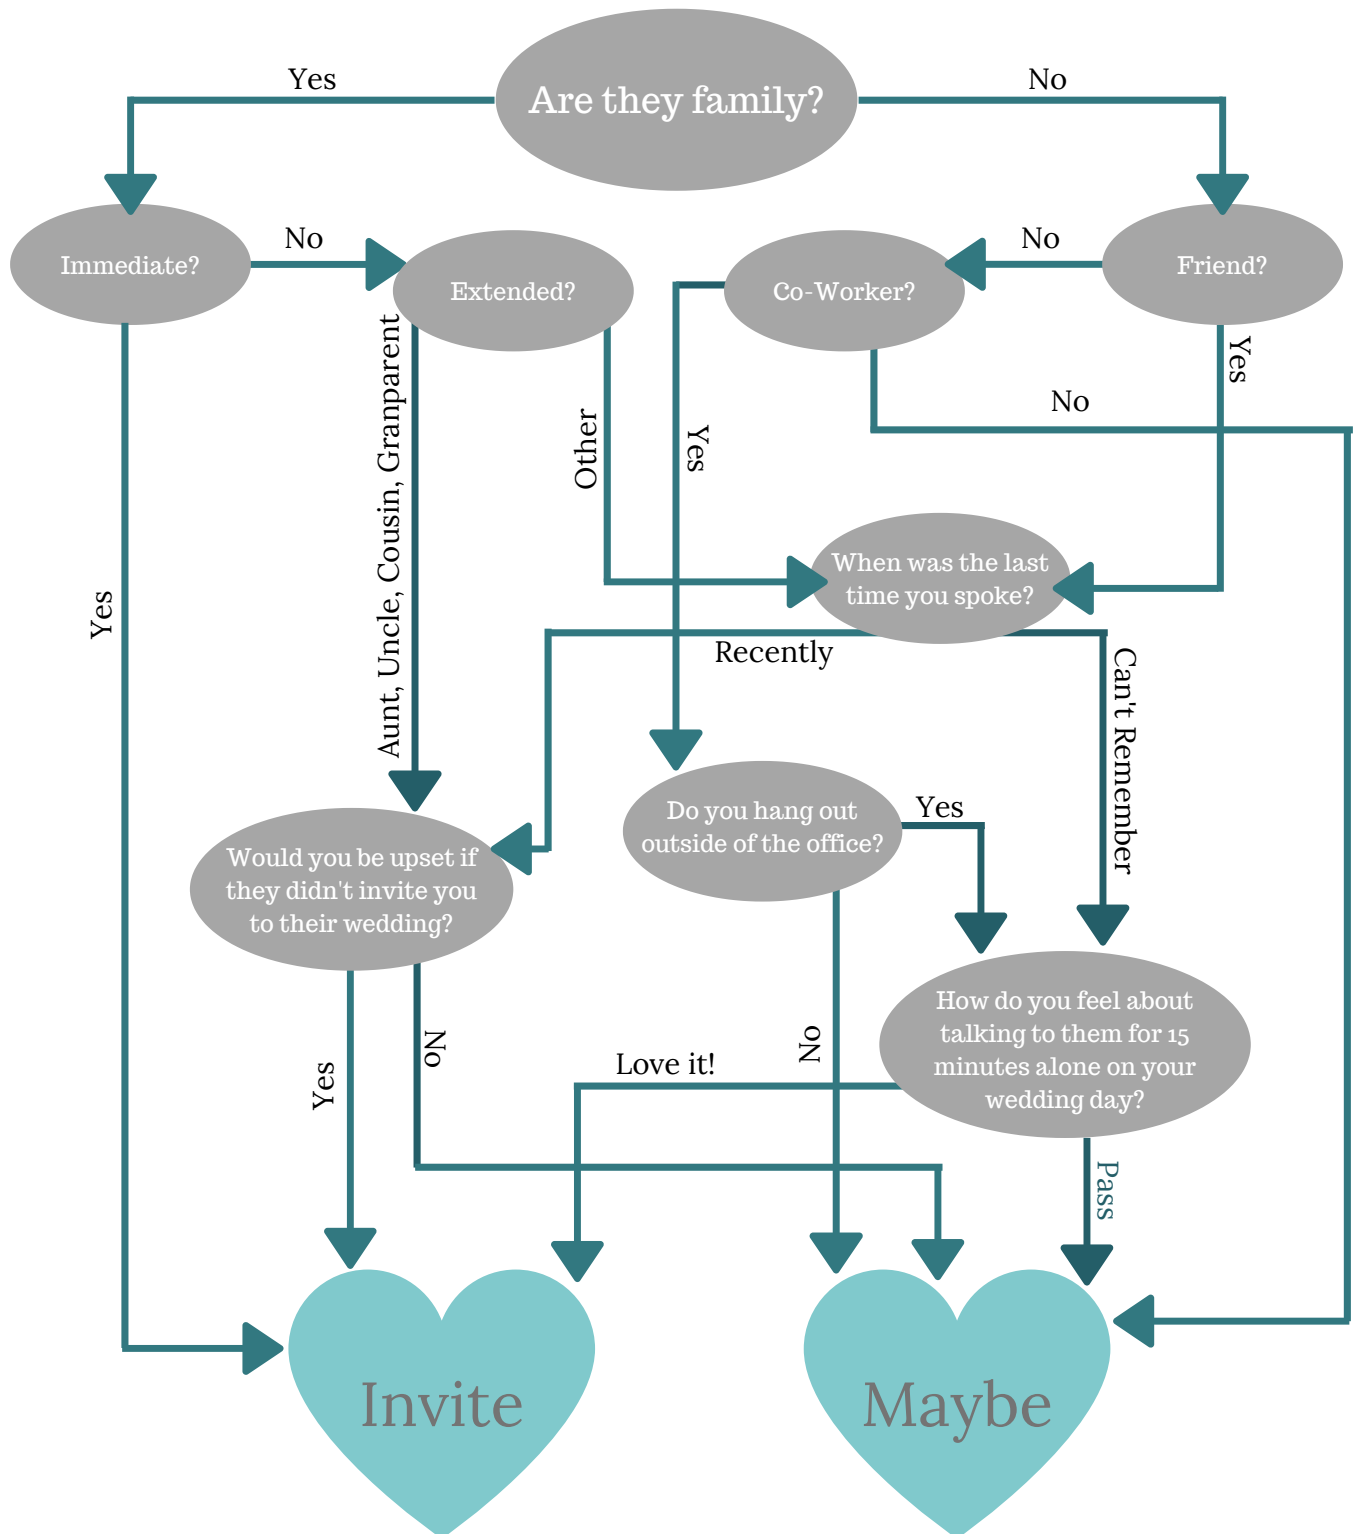 Are they family?
Yes
No
Immediate?
No
Extended?
Co-Worker?
No
Friend?
Yes
Aunt, Uncle, Cousin, Granparent
Other
Yes
No
Yes
When was the last
time you spoke?
Recently
Can't Remember
Would you be upset if
they didn't invite you
to their wedding?
Do you hang out
outside of the office?
Yes
How do you feel about
talking to them for 15
minutes alone on your
wedding day?
Yes
No
Love it!
No
Pass
Invite
Maybe